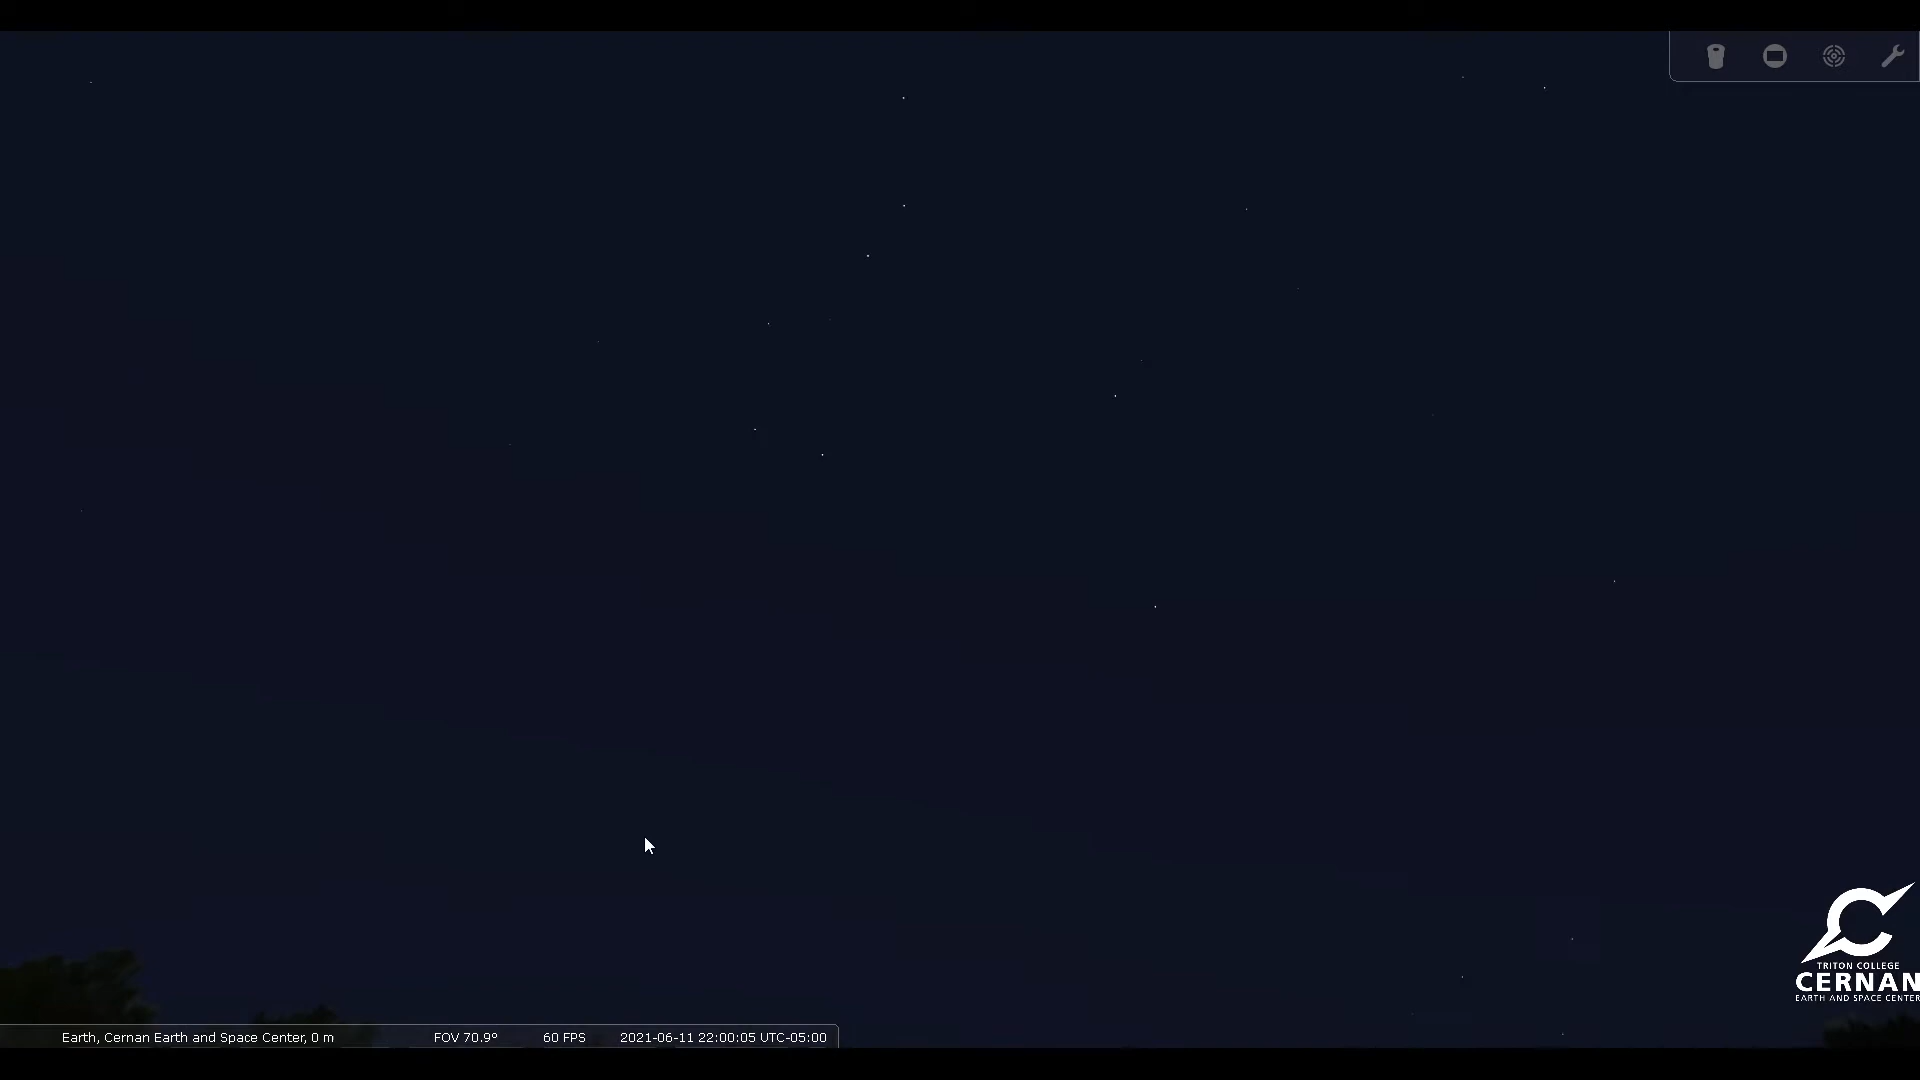 TRITON COLLEGE
CERNAN
EARTH AND SPACE CENTER
Earth, Cernan Earth and Space Center, 0 m FOV 70.9° 60 FPS 2021-06-11 22:00:05 UTC-05:00